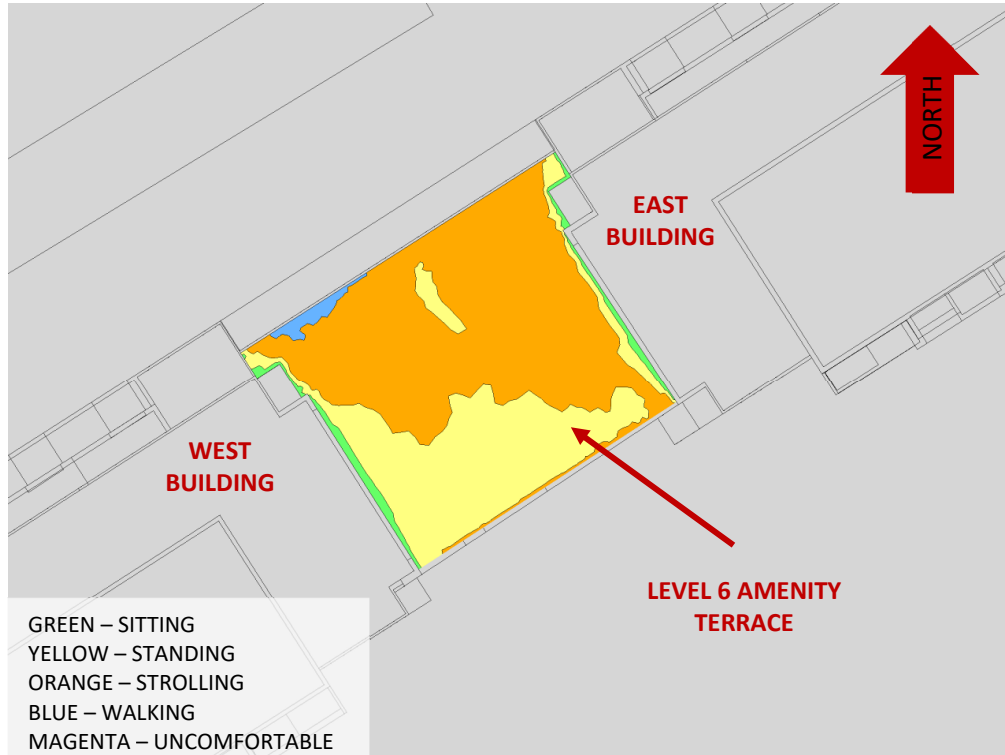 NORTH
EAST
BUILDING
WEST
BUILDING
LEVEL 6 AMENITY
TERRACE
GREEN – SITTING
YELLOW – STANDING
ORANGE – STROLLING
BLUE – WALKING
MAGENTA – UNCOMFORTABLE